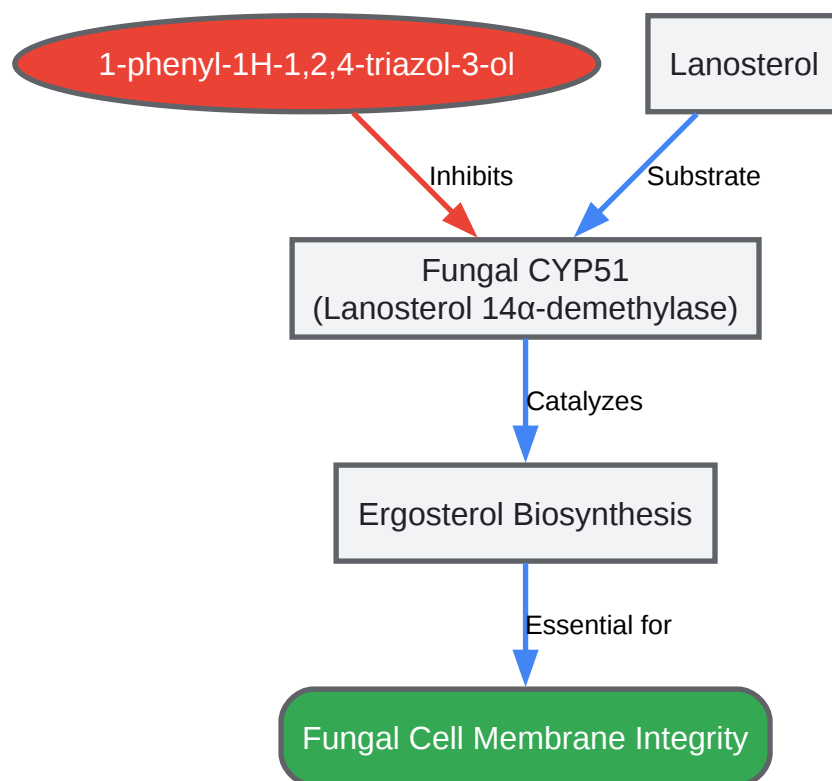 1-phenyl-1H-1,2,4-triazol-3-ol
Lanosterol
Inhibits
Substrate
Fungal CYP51
(Lanosterol 14α-demethylase)
Catalyzes
Ergosterol Biosynthesis
Essential for
Fungal Cell Membrane Integrity